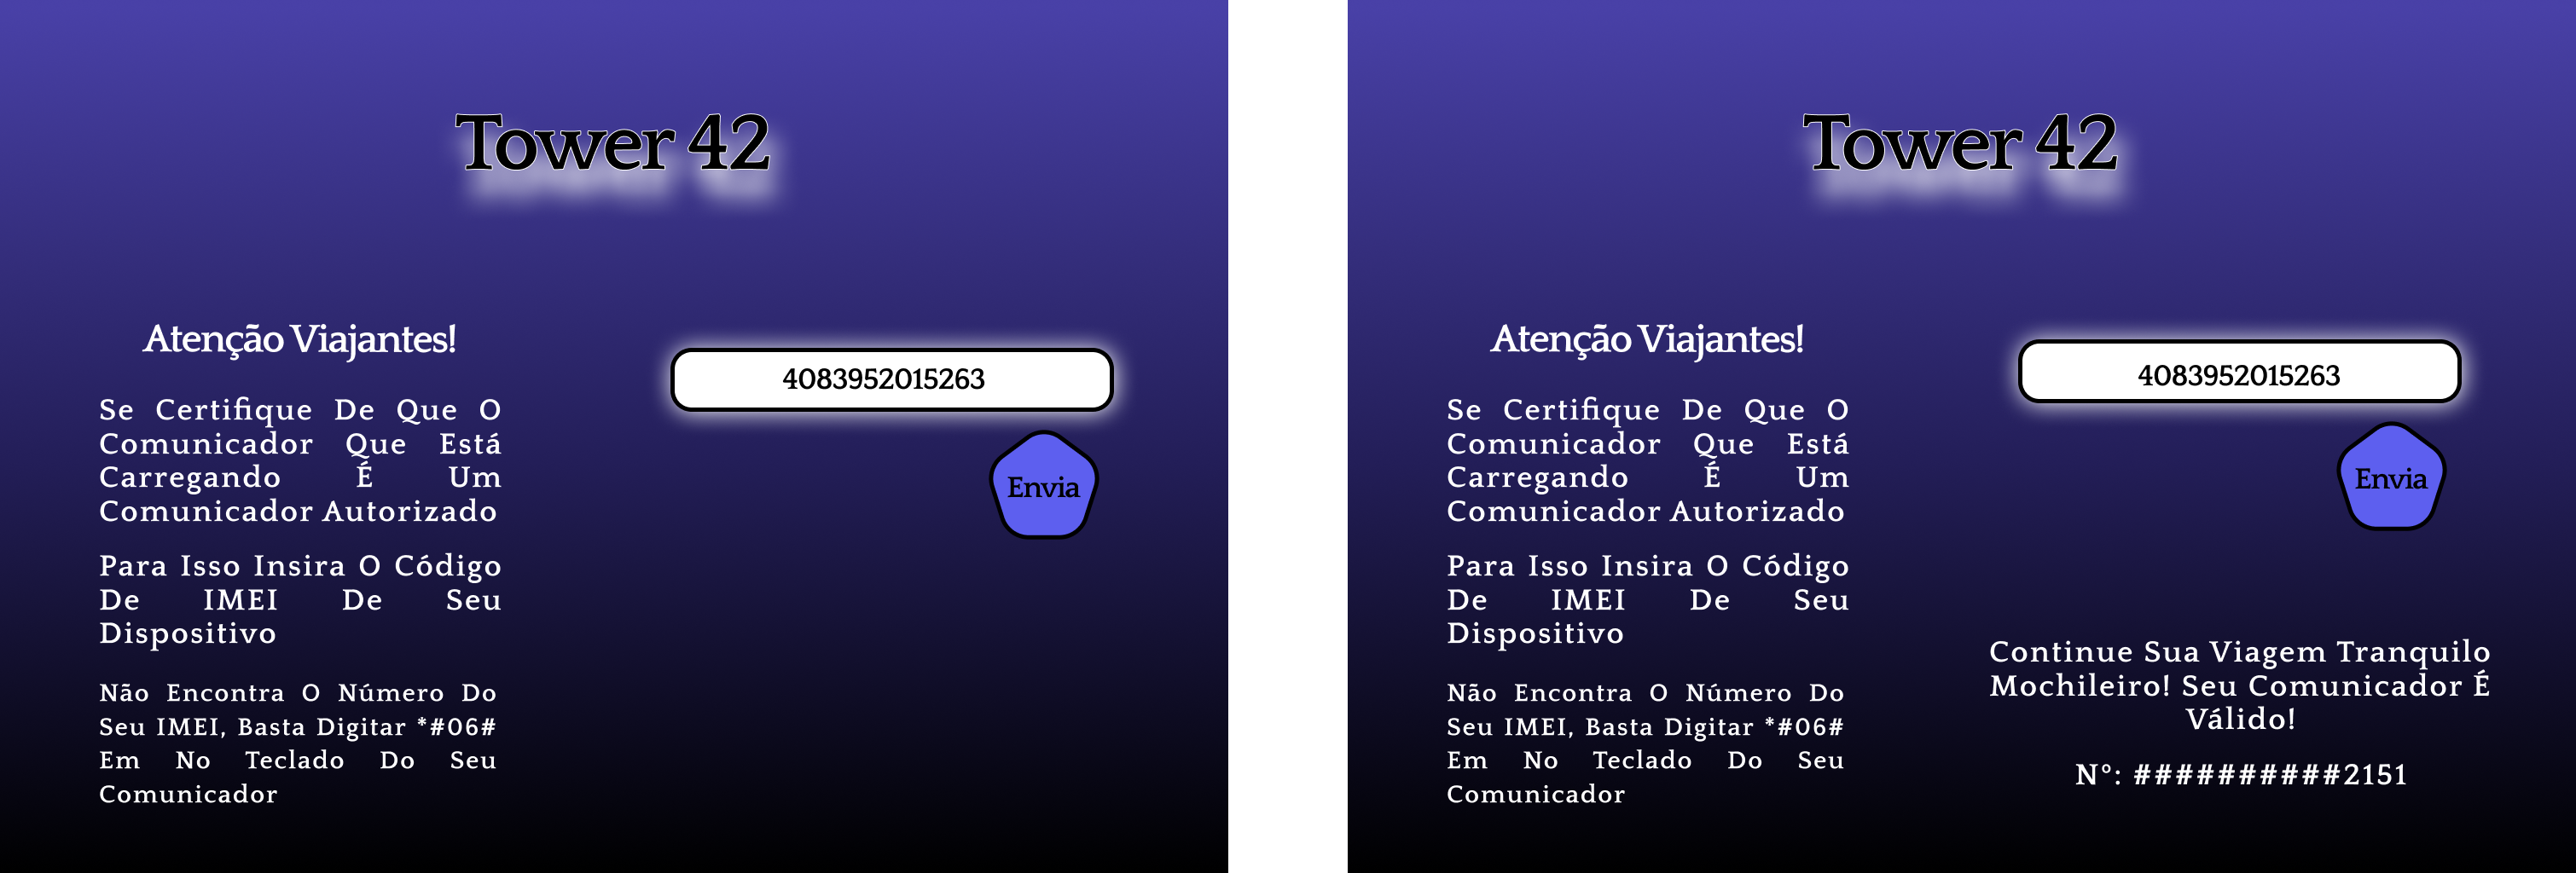 Tower 42
Atenção Viajantes!
Se Certifique De Que O
Comunicador Que Está
Carregando É Um
Comunicador Autorizado
Para Isso Insira O Código
De IMEI De Seu
Dispositivo
Não Encontra O Número Do
Seu IMEI, Basta Digitar *#06#
Em No Teclado Do Seu
Comunicador
4083952015263
Envia
Tower 42
Atenção Viajantes!
Se Certifique De Que O
Comunicador Que Está
Carregando É Um
Comunicador Autorizado
Para Isso Insira O Código
De IMEI De Seu
Dispositivo
Não Encontra O Número Do
Seu IMEI, Basta Digitar *#06#
Em No Teclado Do Seu
Comunicador
4083952015263
Envia
Continue Sua Viagem Tranquilo
Mochileiro! Seu Comunicador É
Válido!
N°: ##########2151